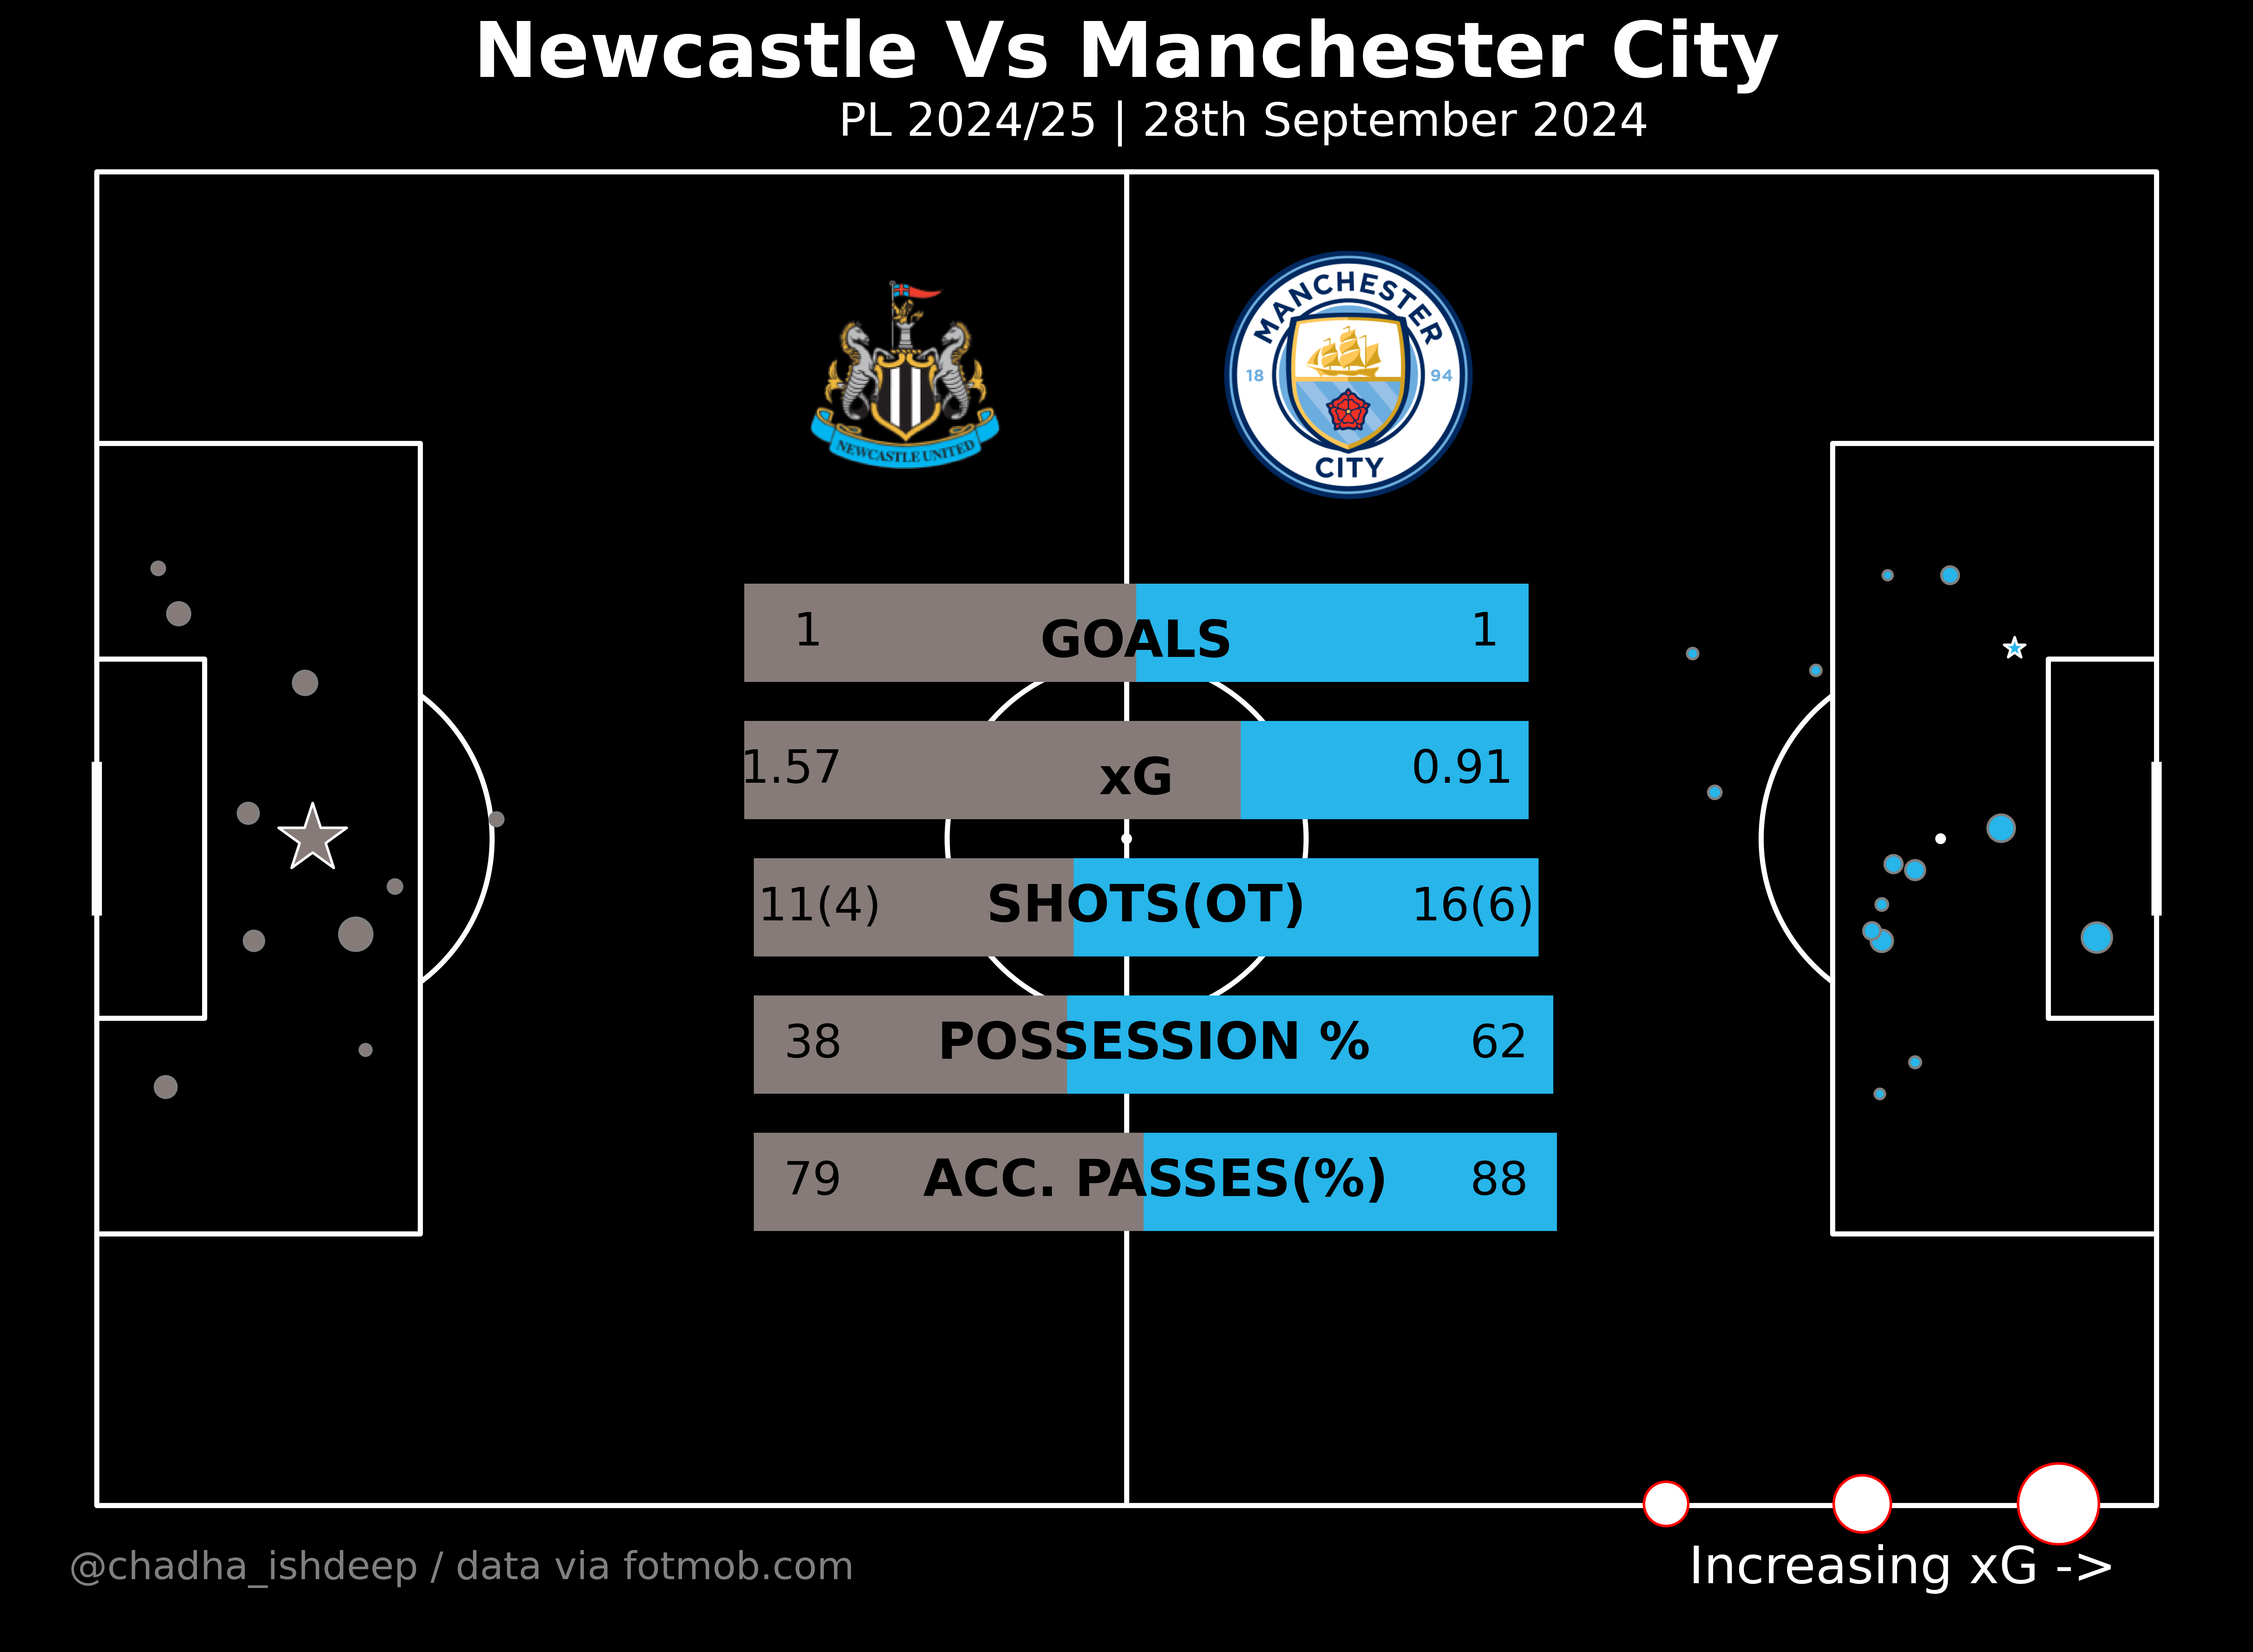 Newcastle Vs Manchester City
PL 2024/25 | 28th September 2024
NEWCASTLE UNITED
MANCHESTER
18 94
CITY
1 GOALS 1
1.57 xG 0.91
11(4) SHOTS(OT) 16(6)
38 POSSESSION % 62
79 ACC. PASSES(%) 88
@chadha_ishdeep / data via fotmob.com
Increasing xG ->